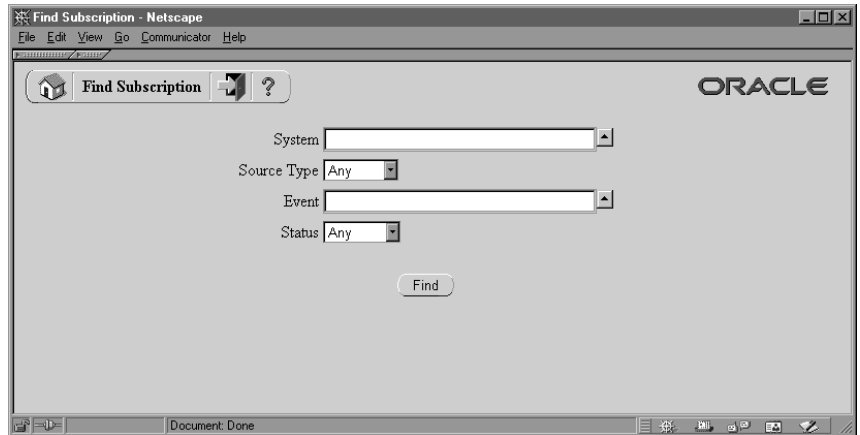 Find Subscription - Netscape
File Edit View Go Communicator Help
Find Subscription ?
ORACLE
System
Source Type Any
Event
Status Any
Find
Document: Done